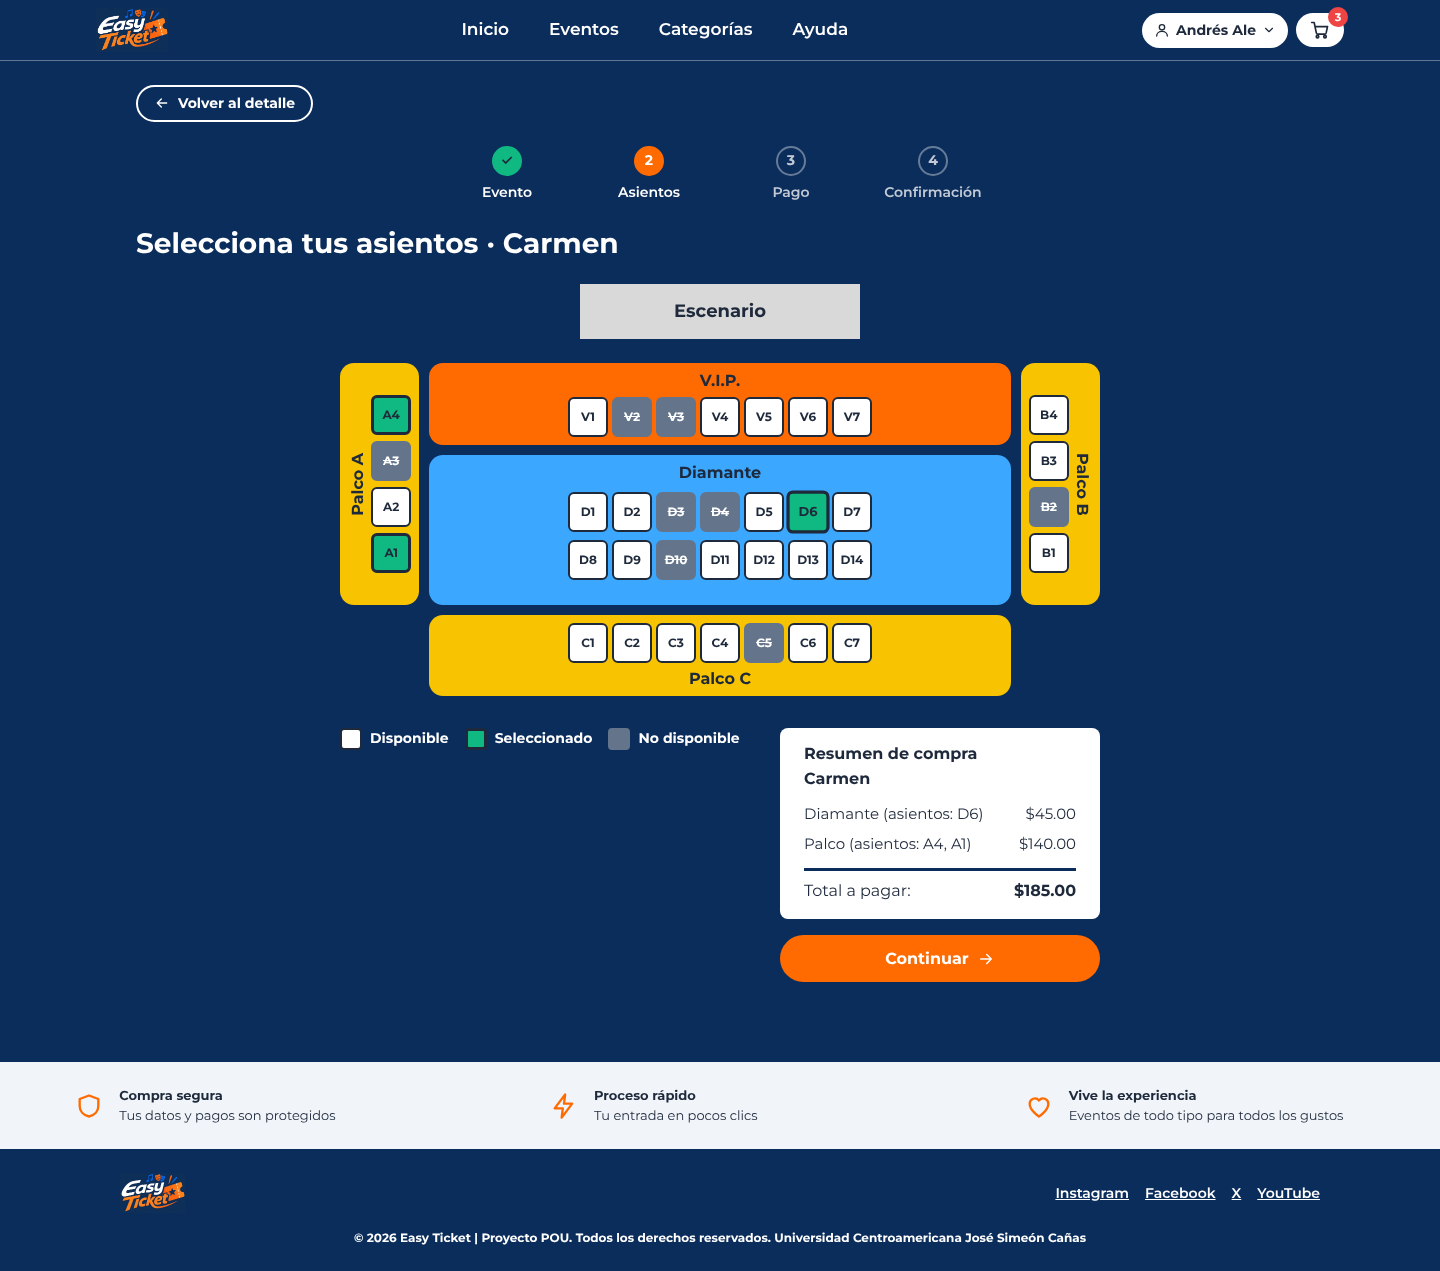 Easy Ticket
Inicio
Eventos
Categorías
Ayuda
Andrés Ale
3
Volver al detalle
2
3
4
Evento
Asientos
Pago
Confirmación
Selecciona tus asientos · Carmen
Escenario
Palco A
A4
A3
A2
A1
V.I.P.
V1 V2 V3 V4 V5 V6 V7
Diamante
D1 D2 D3 D4 D5 D6 D7
D8 D9 D10 D11 D12 D13 D14
B4
B3
B2
B1
Palco B
C1 C2 C3 C4 C5 C6 C7
Palco C
Disponible
Seleccionado
No disponible
Resumen de compra
Carmen
Diamante (asientos: D6) $45.00
Palco (asientos: A4, A1) $140.00
Total a pagar: $185.00
Continuar
Compra segura
Tus datos y pagos son protegidos
Proceso rápido
Tu entrada en pocos clics
Vive la experiencia
Eventos de todo tipo para todos los gustos
Easy Ticket
Instagram
Facebook
X
YouTube
© 2026 Easy Ticket | Proyecto POU. Todos los derechos reservados. Universidad Centroamericana José Simeón Cañas